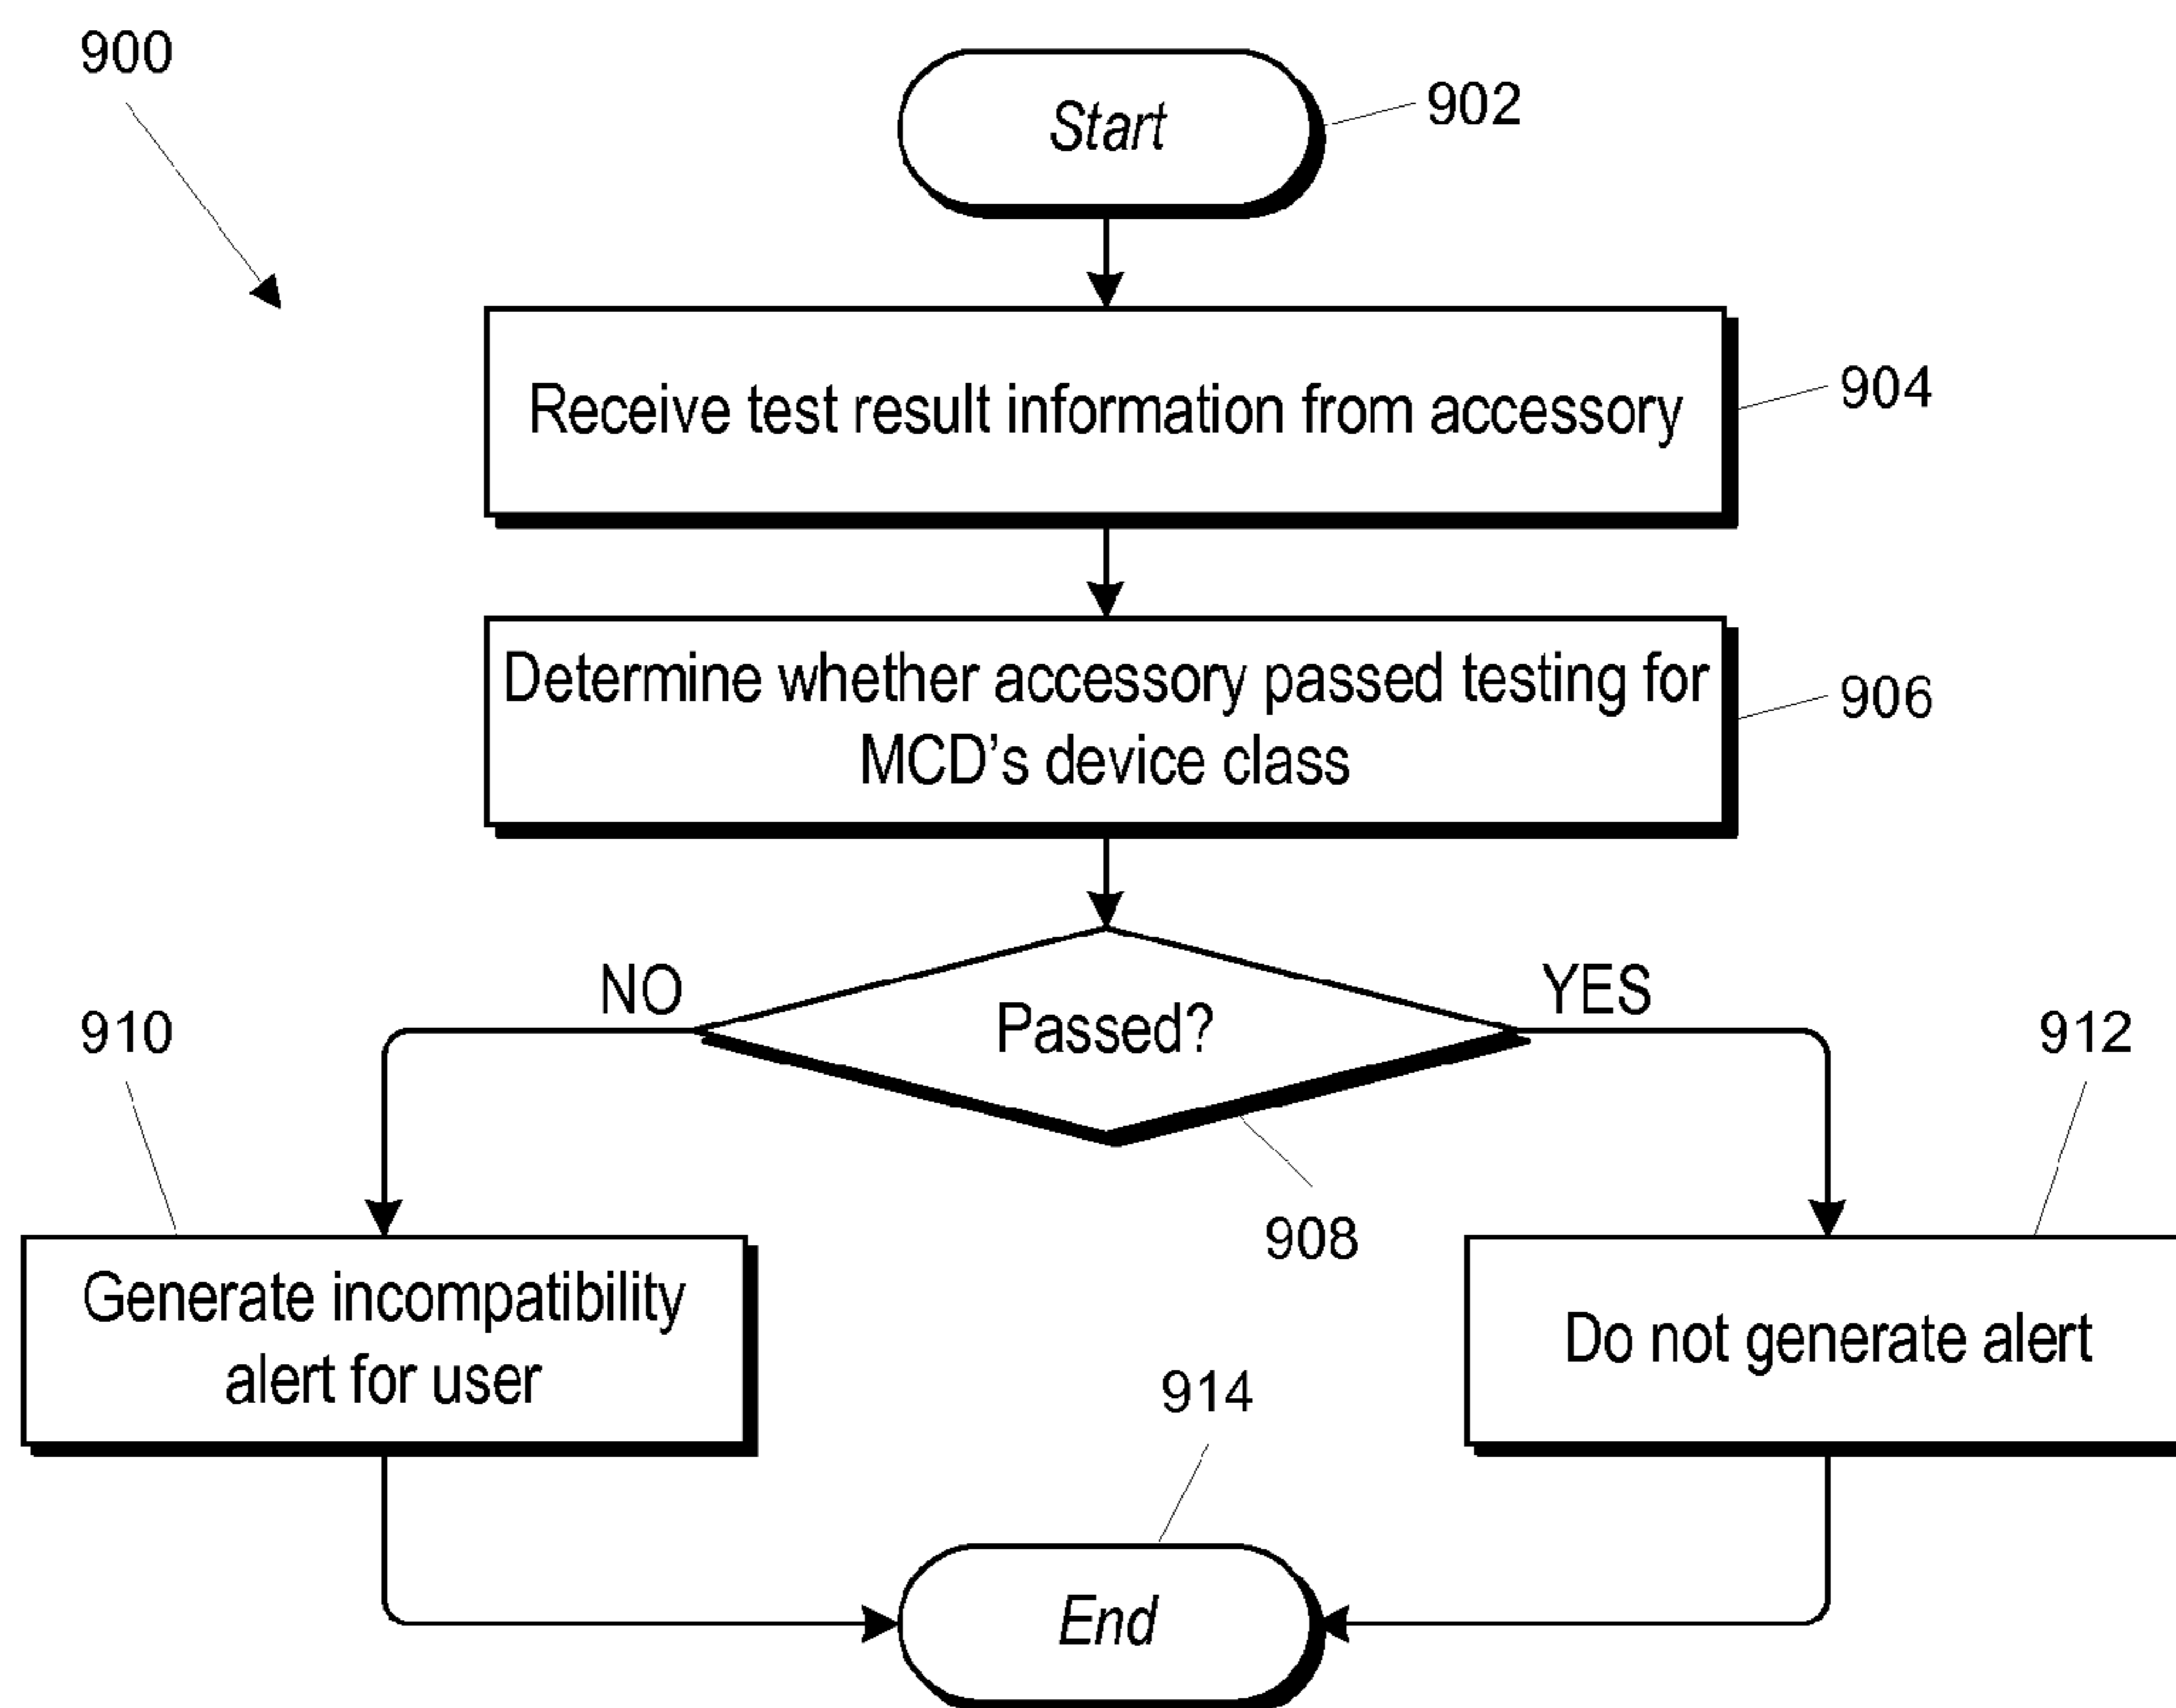 900
Start
902
Receive test result information from accessory
904
Determine whether accessory passed testing for
MCD's device class
906
NO
Passed?
YES
910
912
908
Generate incompatibility
alert for user
Do not generate alert
914
End